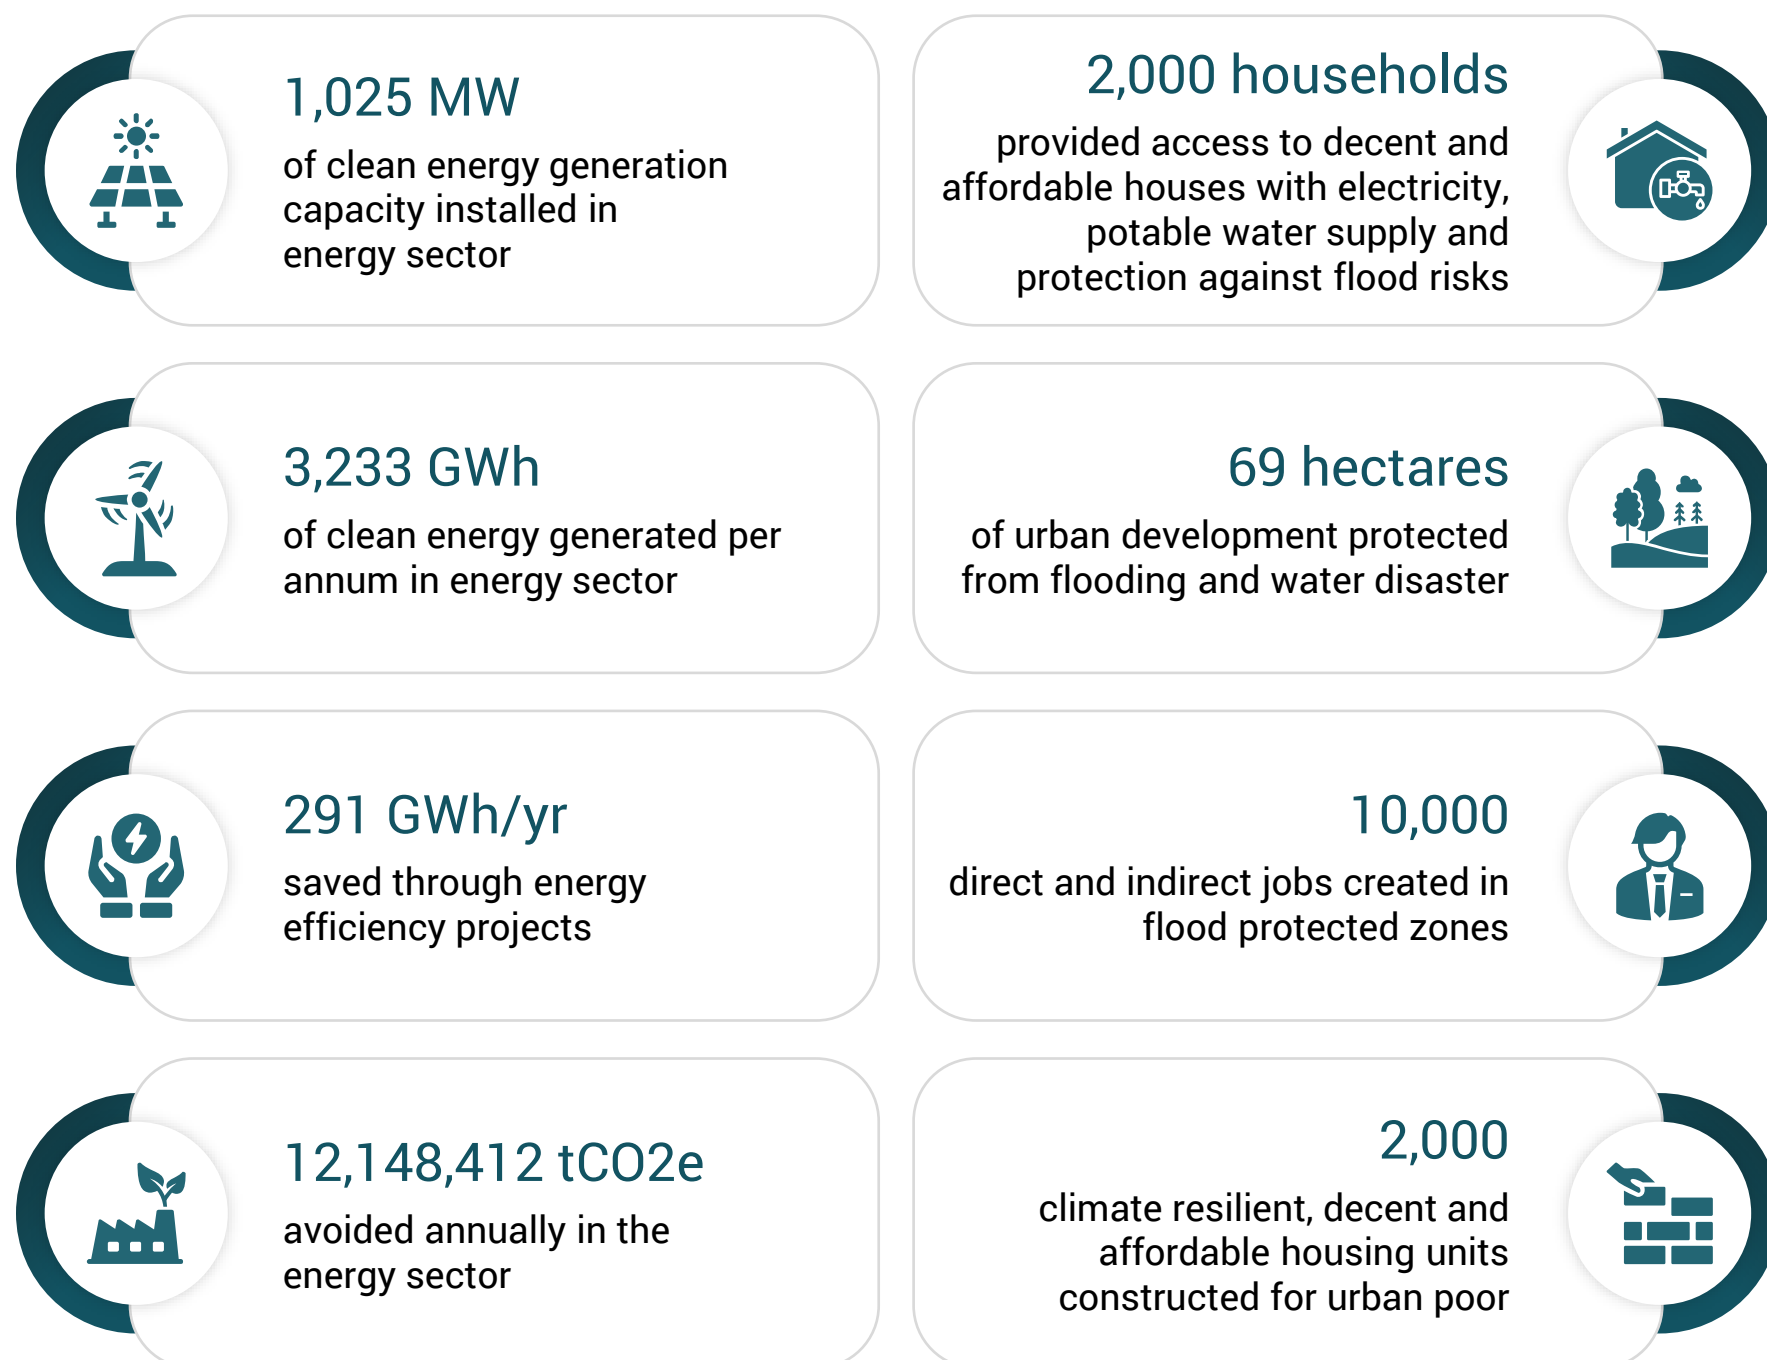 1,025 MW
of clean energy generation
capacity installed in
energy sector
2,000 households
provided access to decent and
affordable houses with electricity,
potable water supply and
protection against flood risks
3,233 GWh
of clean energy generated per
annum in energy sector
69 hectares
of urban development protected
from flooding and water disaster
291 GWh/yr
saved through energy
efficiency projects
10,000
direct and indirect jobs created in
flood protected zones
12,148,412 tCO2e
avoided annually in the
energy sector
2,000
climate resilient, decent and
affordable housing units
constructed for urban poor